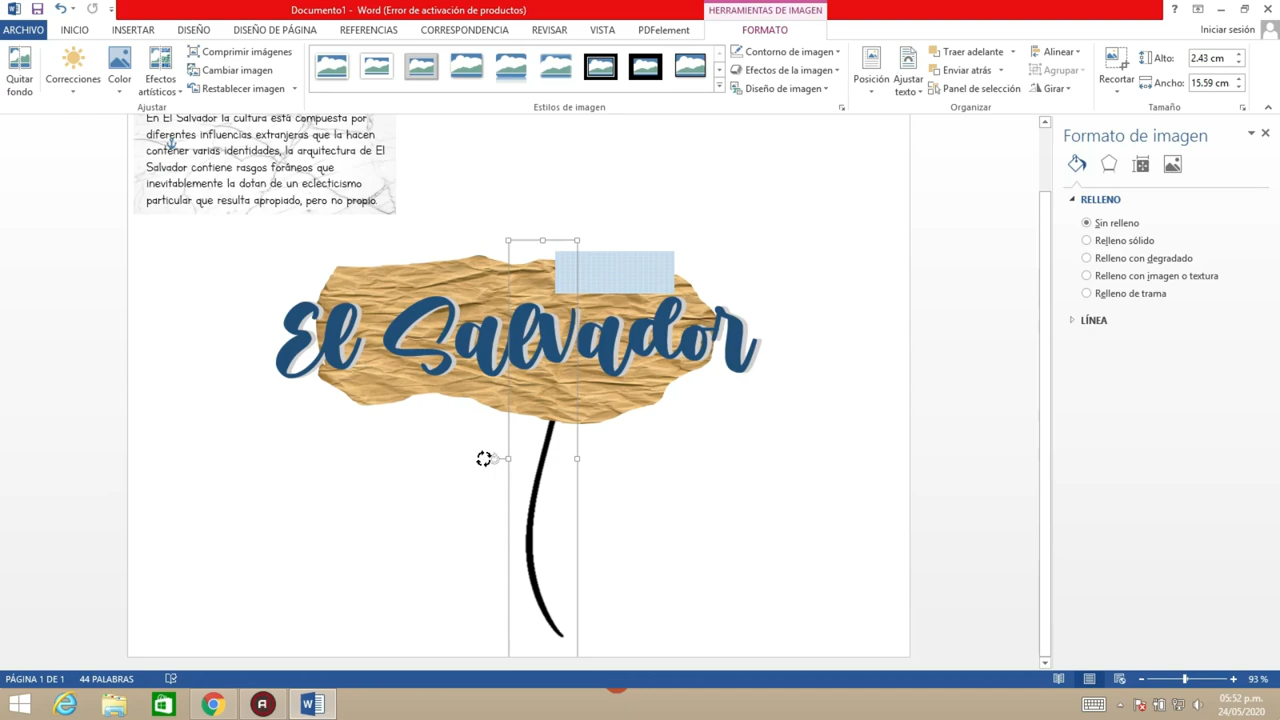 Documento1 - Word (Error de activación de productos)
HERRAMIENTAS DE IMAGEN
ARCHIVO
INICIO
INSERTAR
DISEÑO
DISEÑO DE PÁGINA
REFERENCIAS
CORRESPONDENCIA
REVISAR
VISTA
PDFelement
FORMATO
Iniciar sesión
Quitar fondo
Correcciones
Color
Efectos artísticos
Comprimir imágenes
Cambiar imagen
Restablecer imagen
Contorno de imagen
Efectos de la imagen
Diseño de imagen
Posición
Ajustar texto
Traer adelante
Enviar atrás
Panel de selección
Alinear
Agrupar
Girar
Recortar
Alto: 2.43 cm
Ancho: 15.59 cm
Ajustar
Estilos de imagen
Organizar
Tamaño
En El Salvador la cultura está compuesta por
diferentes influencias extranjeras que la hacen
contener varias identidades, la arquitectura de El
Salvador contiene rasgos foráneos que
inevitablemente la dotan de un eclecticismo
particular que resulta apropiado, pero no propio.
El Salvador
Formato de imagen
RELLENO
Sin relleno
Relleno sólido
Relleno con degradado
Relleno con imagen o textura
Relleno de trama
LÍNEA
PÁGINA 1 DE 1
44 PALABRAS
93 %
05:52 p.m.
24/05/2020